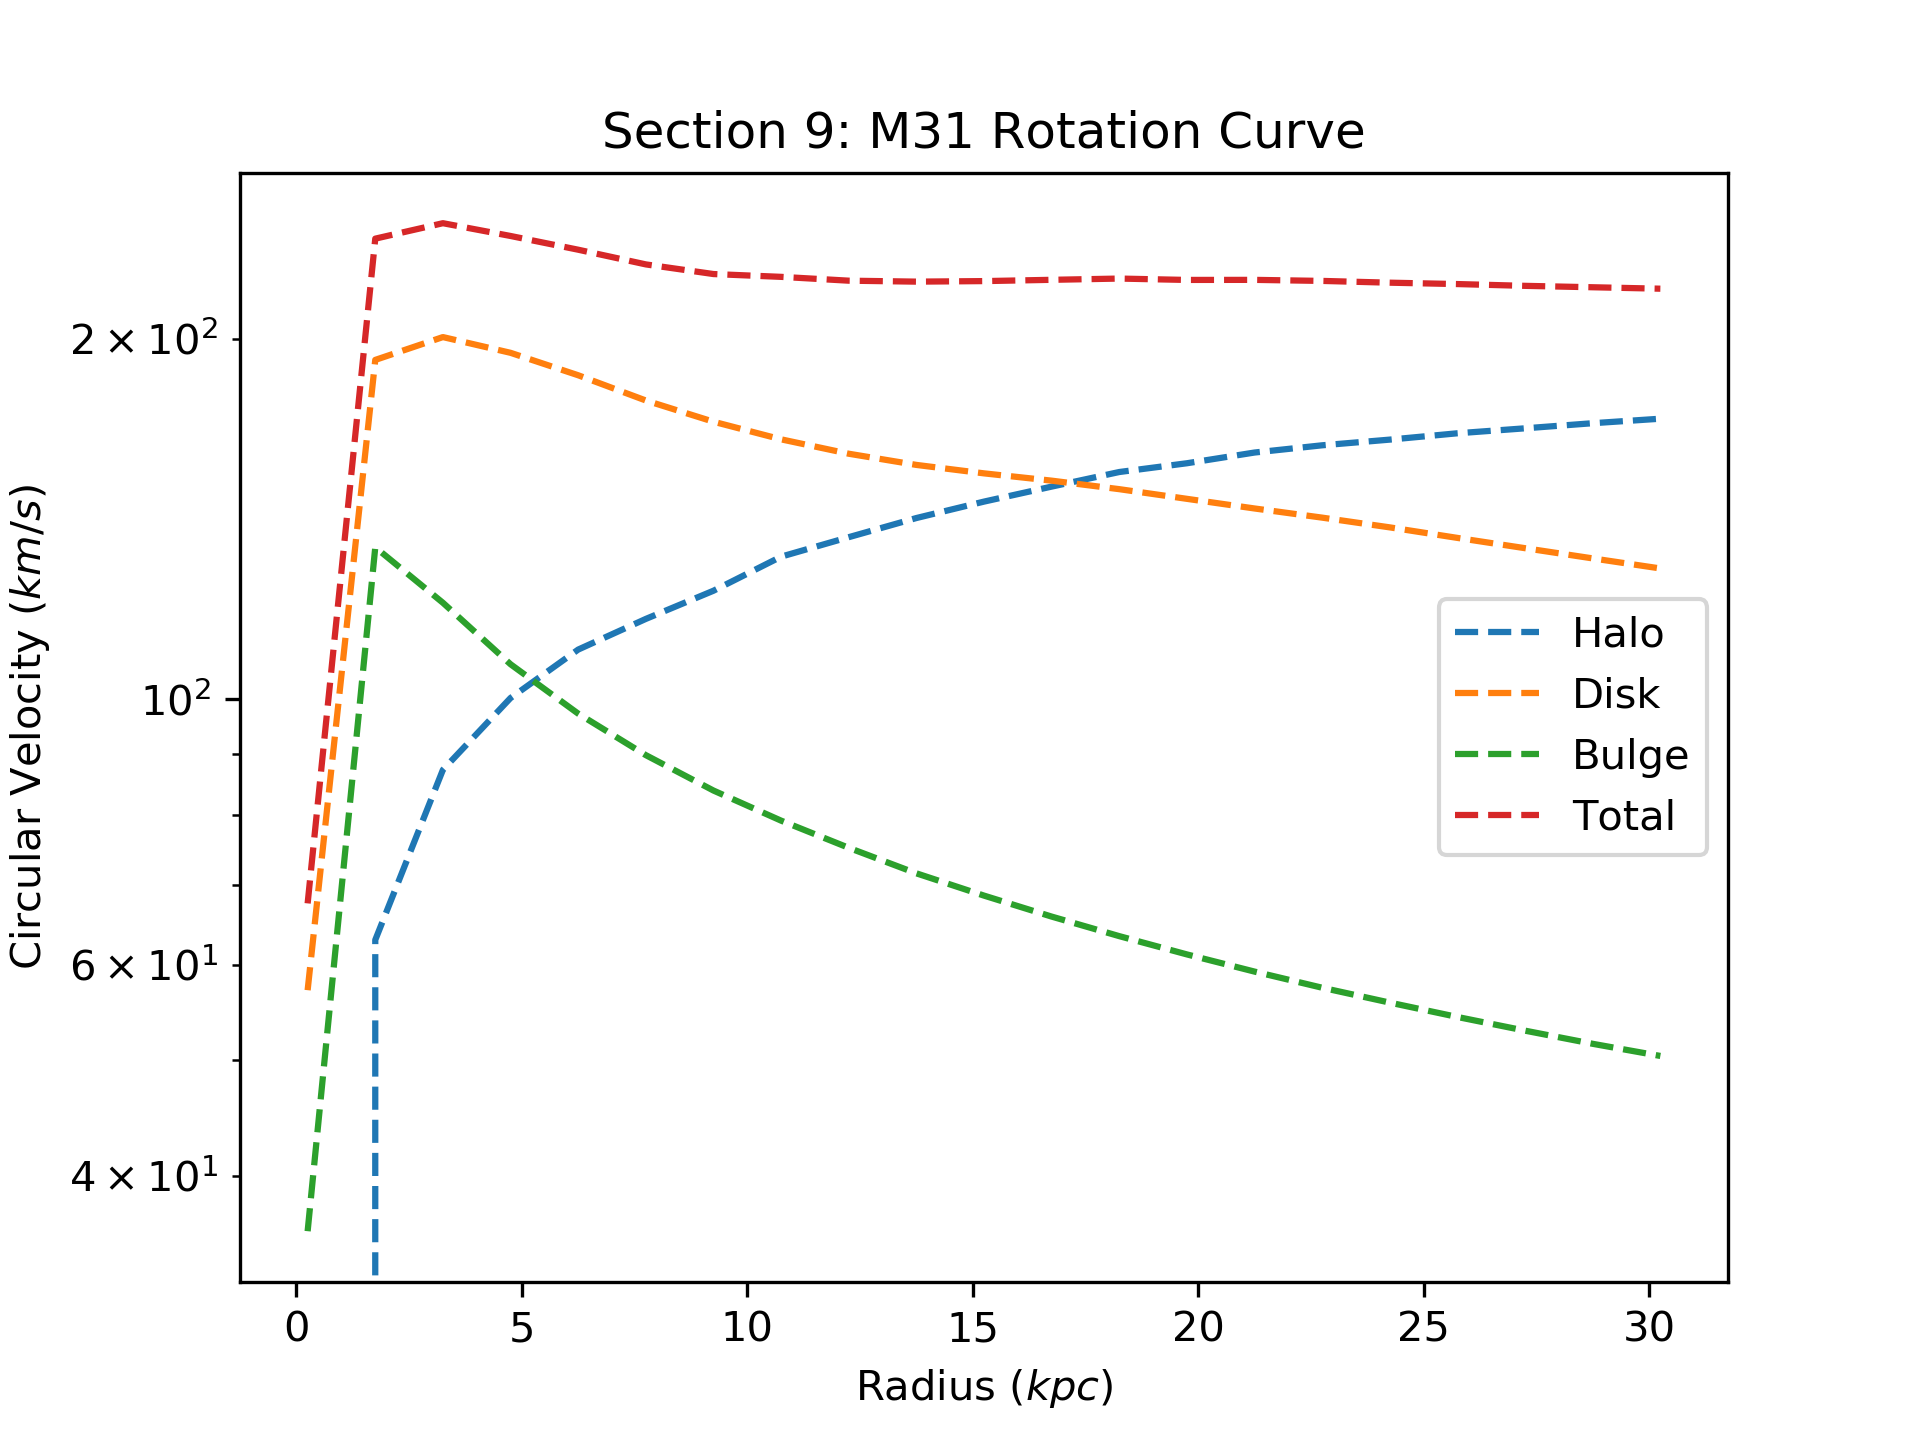 Section 9: M31 Rotation Curve
Circular Velocity (km/s)
2 × 10²
10²
6 × 10¹
4 × 10¹
Halo
Disk
Bulge
Total
0 5 10 15 20 25 30
Radius (kpc)